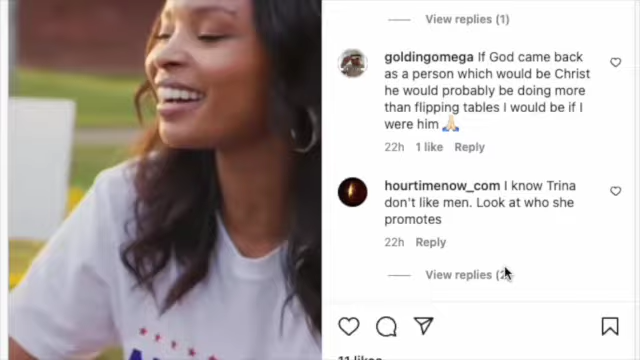 View replies (1)
goldingomega If God came back
as a person which would be Christ
he would probably be doing more
than flipping tables I would be if I
were him 🙏🏼
22h 1 like Reply
hourtimenow_com I know Trina
don't like men. Look at who she
promotes
22h Reply
View replies (2
11 likes